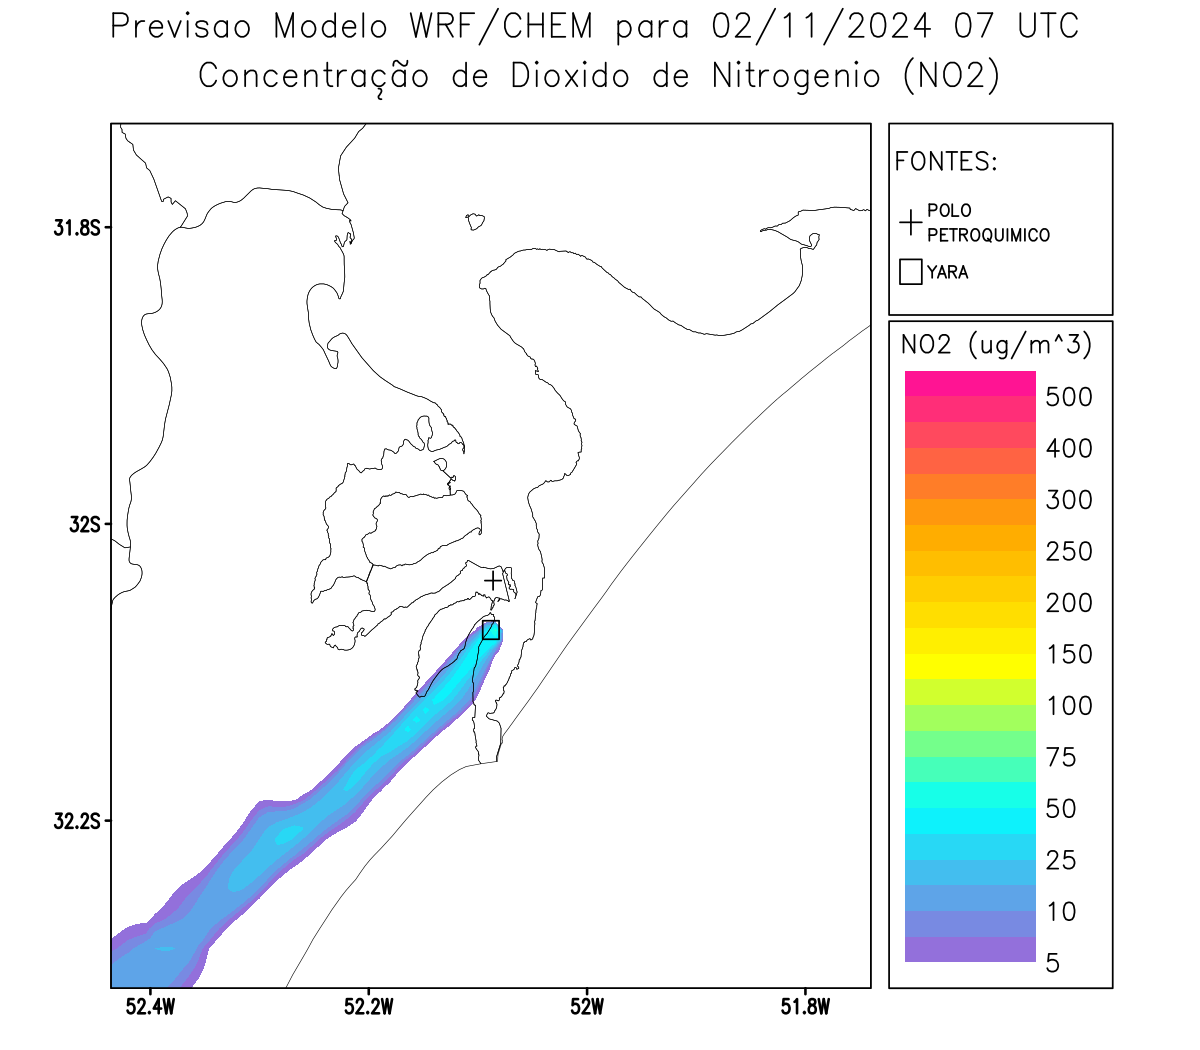 Previsao Modelo WRF/CHEM para 02/11/2024 07 UTC
Concentração de Dioxido de Nitrogenio (NO2)
FONTES:
POLO
PETROQUIMICO
YARA
NO2 (ug/m^3)
500
400
300
250
200
150
100
75
50
25
10
5
31.8S
32S
32.2S
52.4W
52.2W
52W
51.8W